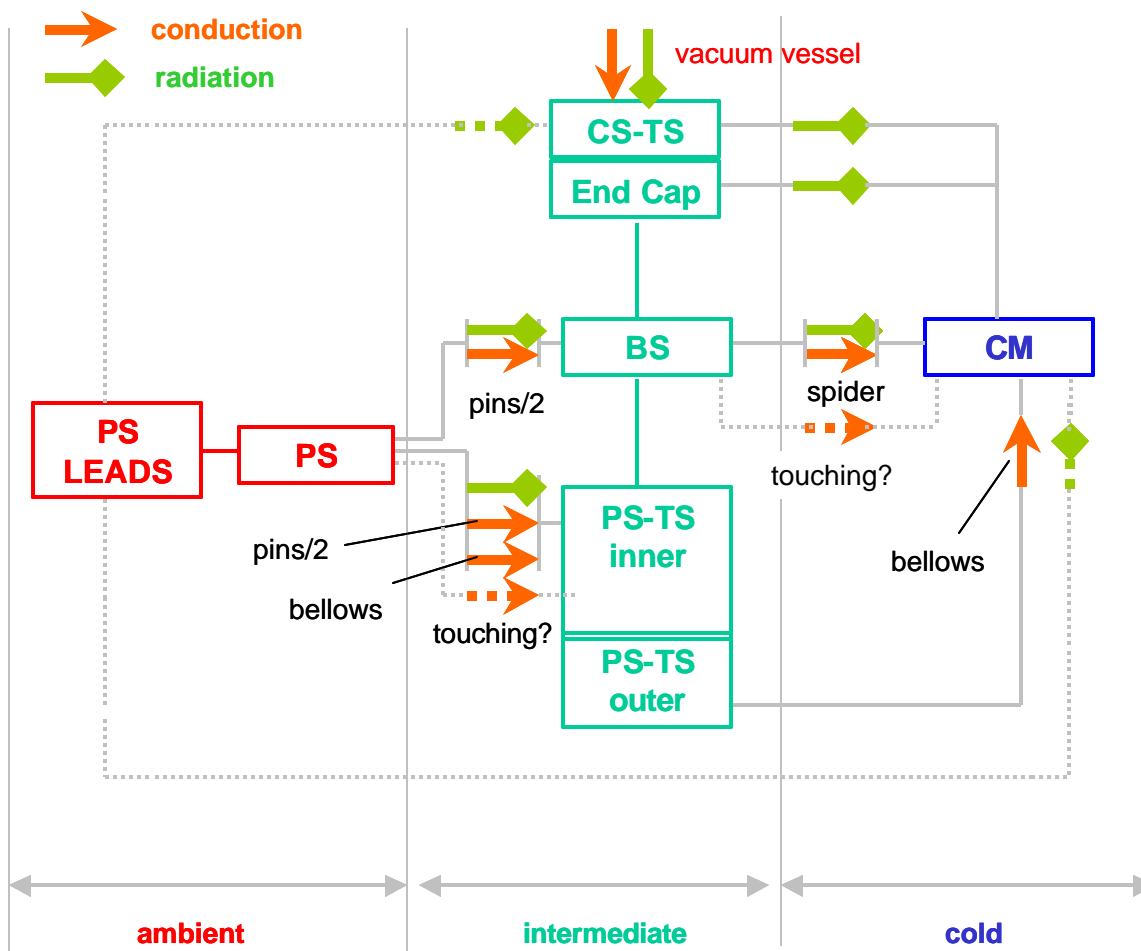 conduction
radiation
vacuum vessel
CS-TS
End Cap
BS
CM
pins/2
spider
PS
LEADS
PS
touching?
PS-TS
inner
pins/2
bellows
bellows
touching?
PS-TS
outer
ambient
intermediate
cold